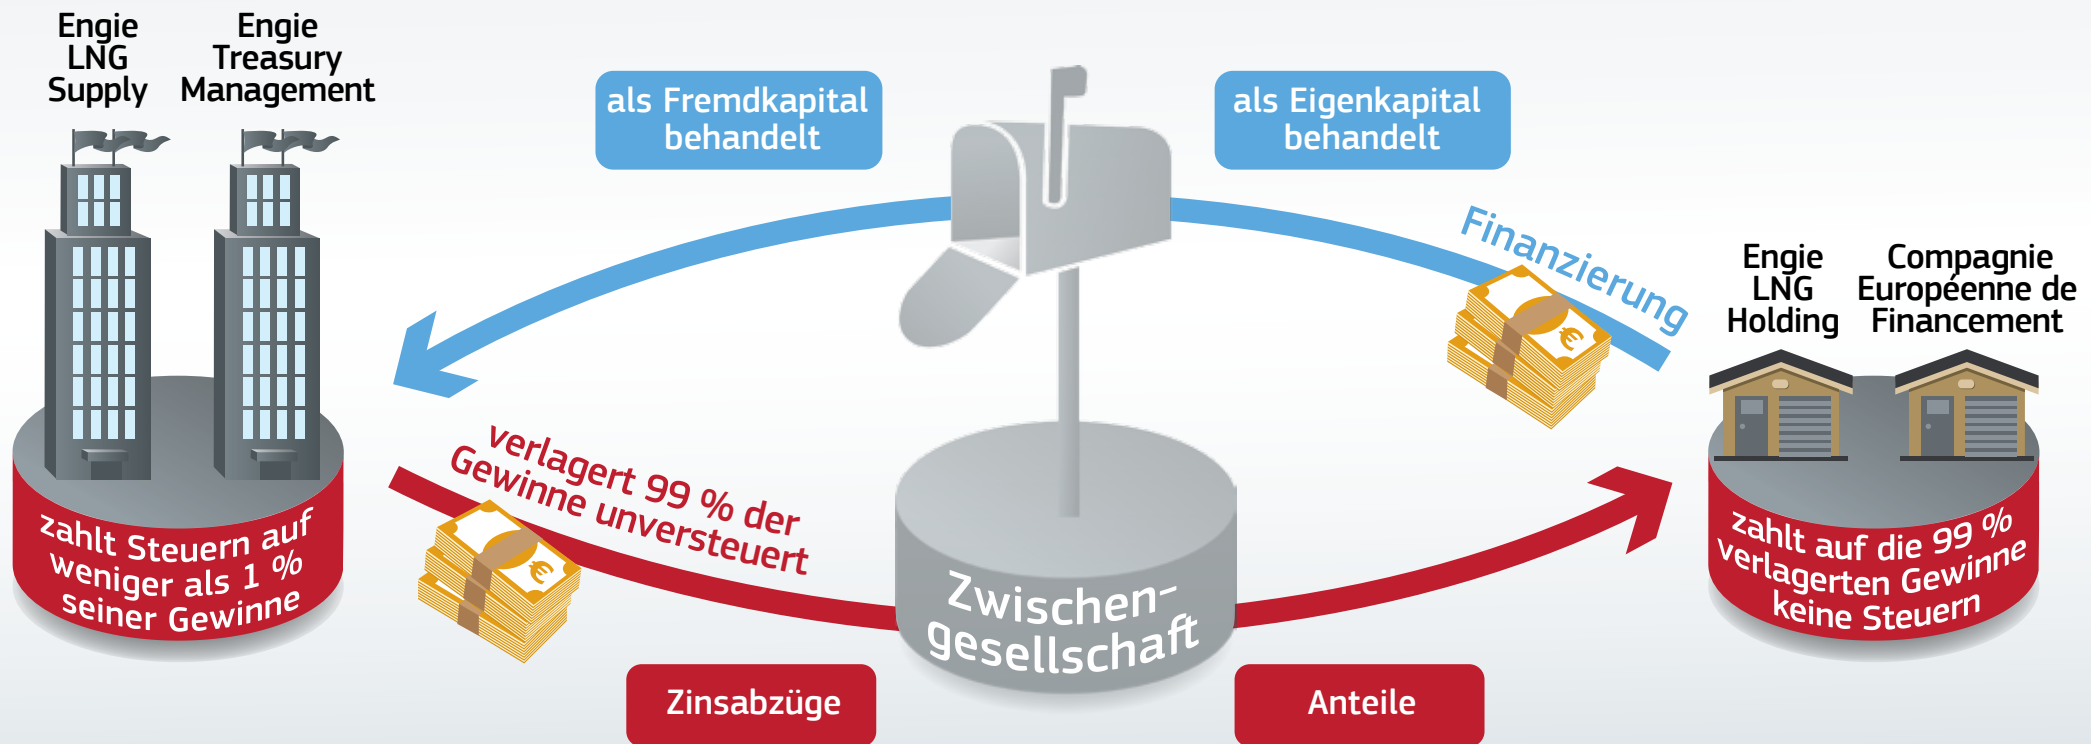 Engie
LNG
Supply
Engie
Treasury
Management
als Fremdkapital
behandelt
als Eigenkapital
behandelt
Finanzierung
Engie
LNG
Holding
Compagnie
Européenne de
Financement
€
verlagert 99 % der
Gewinne unversteuert
€
zahlt Steuern auf
weniger als 1 %
seiner Gewinne
Zwischen-
gesellschaft
zahlt auf die 99 %
verlagerten Gewinne
keine Steuern
Zinsabzüge
Anteile